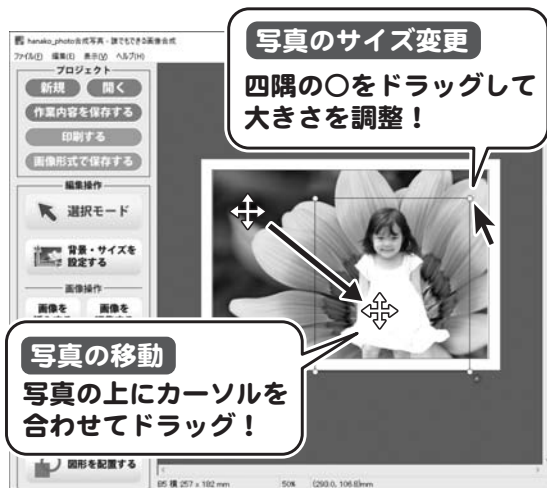 hanako_photo合成写真 - 誰でもできる画像合成
ファイル(F) 編集(E) 表示(V) ヘルプ(H)
プロジェクト
新規 開く
作業内容を保存する
印刷する
画像形式で保存する
編集操作
選択モード
背景・サイズを
設定する
画像操作
画像を 画像を
図形を配置する
写真のサイズ変更
四隅の○をドラッグして
大きさを調整！
写真の移動
写真の上にカーソルを
合わせてドラッグ！
B5 横 257 x 182 mm 50% (293.0, 106.8)mm